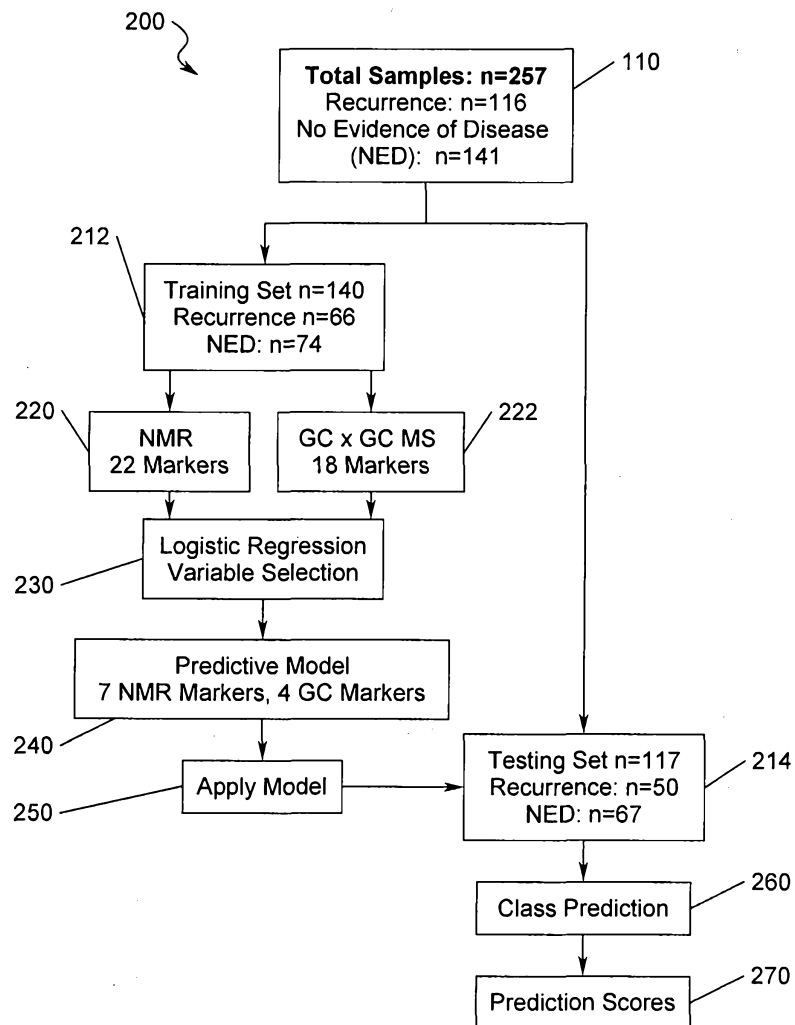 200
Total Samples: n=257
Recurrence: n=116
No Evidence of Disease
(NED): n=141
110
212
Training Set n=140
Recurrence n=66
NED: n=74
220
NMR
22 Markers
GC x GC MS
18 Markers
222
Logistic Regression
Variable Selection
230
Predictive Model
7 NMR Markers, 4 GC Markers
240
Apply Model
250
Testing Set n=117
Recurrence: n=50
NED: n=67
214
Class Prediction
260
Prediction Scores
270